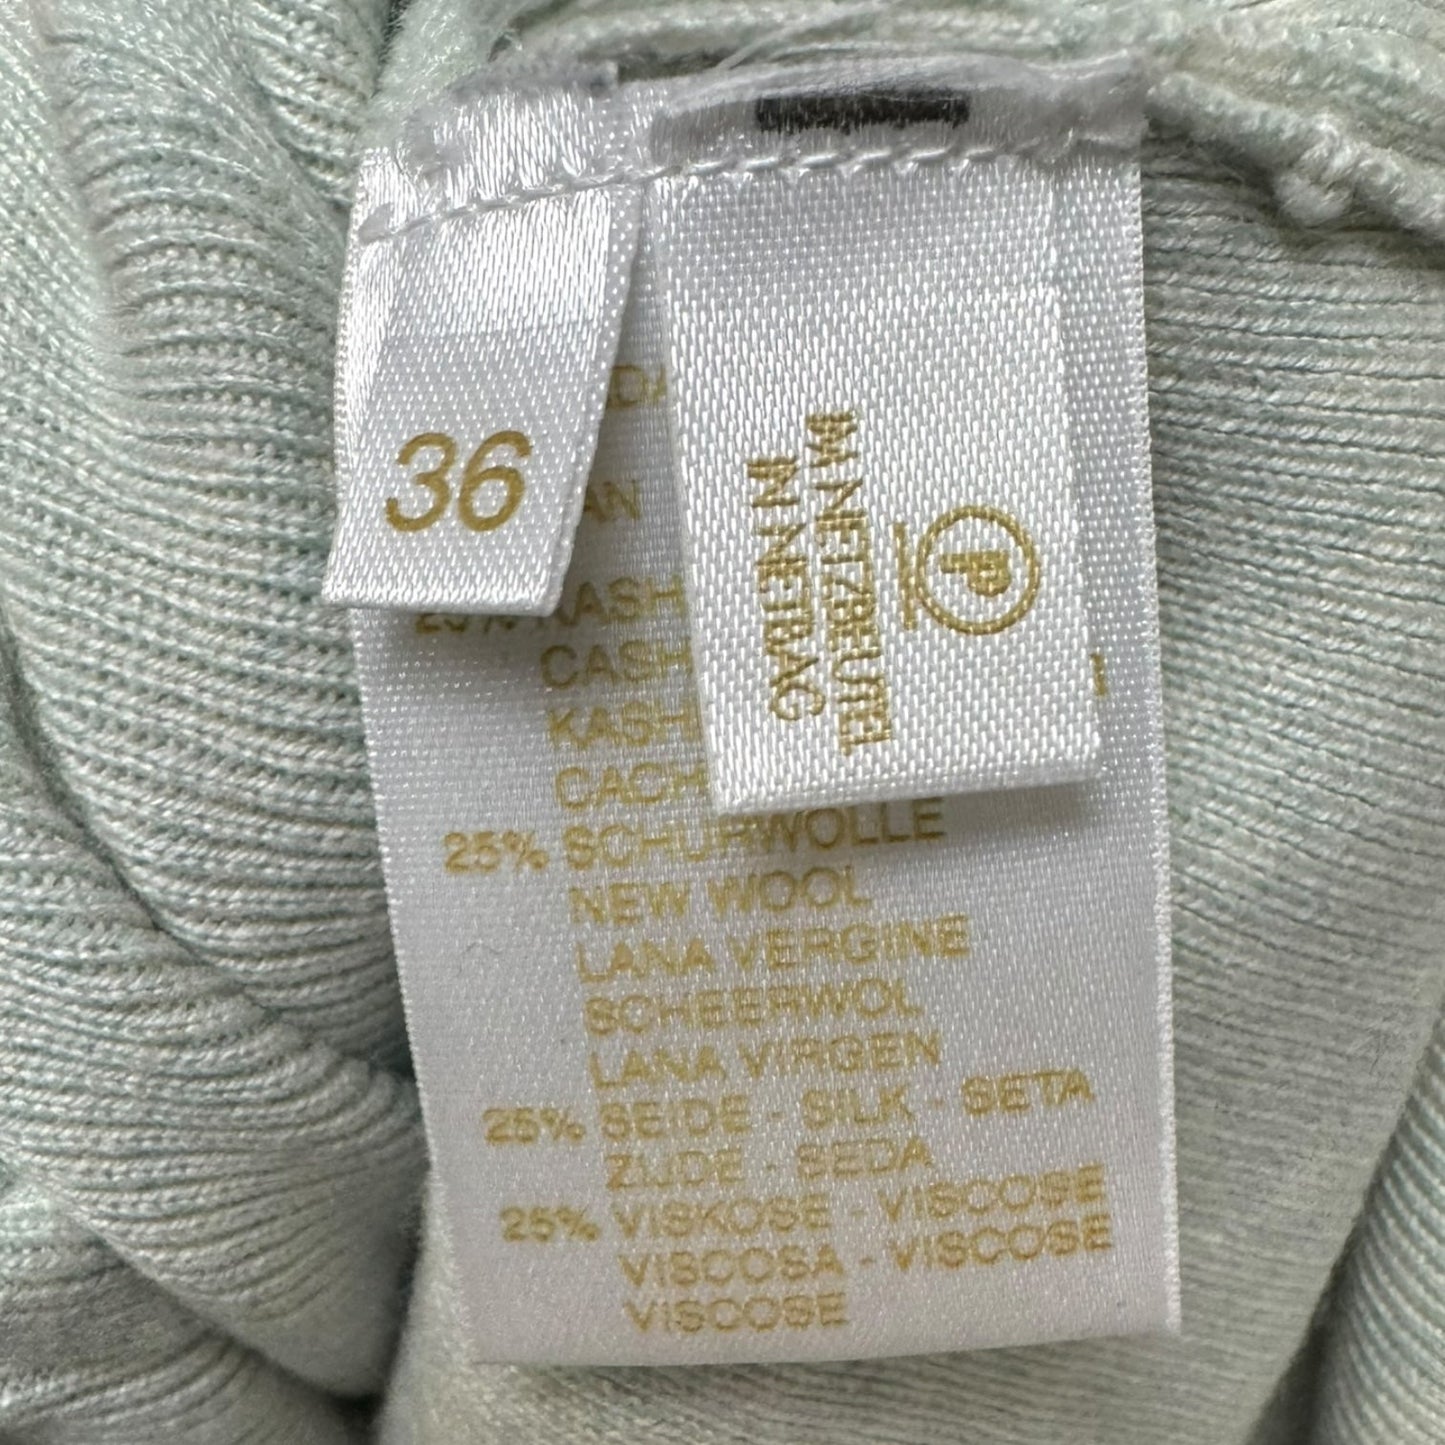 36
IM NETZBEUTEL
IN NETBAG
P
25%
CASH
KASH
CACH
25% SCHURWOLLE
NEW WOOL
LANA VERGINE
SCHEERWOL
LANA VIRGEN
25% SEIDE - SILK - SETA
ZIJDE - SEDA
25% VISKOSE - VISCOSE
VISCOSA - VISCOSE
VISCOSE